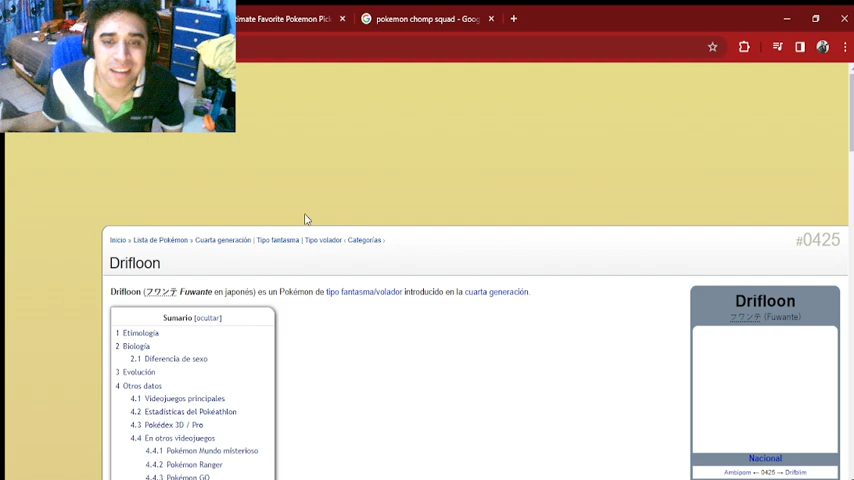 timate Favorite Pokemon Pick
pokemon chomp squad - Goog
Inicio » Lista de Pokémon » Cuarta generación | Tipo fantasma | Tipo volador ‹ Categorías ›
#0425
Drifloon
Drifloon (フワンテ Fuwante en japonés) es un Pokémon de tipo fantasma/volador introducido en la cuarta generación.
Sumario [ocultar]
1 Etimología
2 Biología
2.1 Diferencia de sexo
3 Evolución
4 Otros datos
4.1 Videojuegos principales
4.2 Estadísticas del Pokéathlon
4.3 Pokédex 3D / Pro
4.4 En otros videojuegos
4.4.1 Pokémon Mundo misterioso
4.4.2 Pokémon Ranger
4.4.3 Pokémon GO
Drifloon
フワンテ (Fuwante)
Nacional
Ambipom ← 0425 → Drifblim